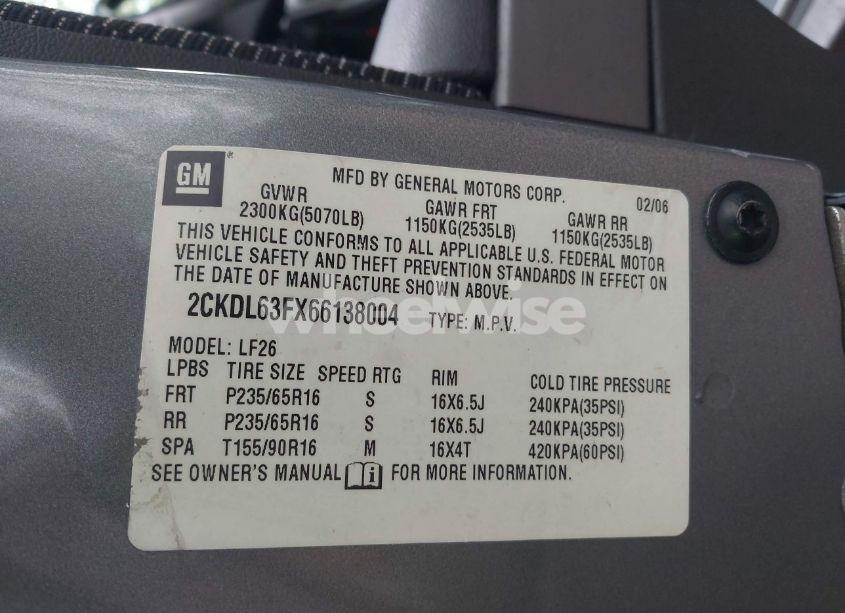 GM
MFD BY GENERAL MOTORS CORP. 02/06
GVWR GAWR FRT GAWR RR
2300KG(5070LB) 1150KG(2535LB) 1150KG(2535LB)
THIS VEHICLE CONFORMS TO ALL APPLICABLE U.S. FEDERAL MOTOR
VEHICLE SAFETY AND THEFT PREVENTION STANDARDS IN EFFECT ON
THE DATE OF MANUFACTURE SHOWN ABOVE.
2CKDL63FX66138004 TYPE: M.P.V.
wheelwise
MODEL: LF26
LPBS TIRE SIZE SPEED RTG RIM COLD TIRE PRESSURE
FRT P235/65R16 S 16X6.5J 240KPA(35PSI)
RR P235/65R16 S 16X6.5J 240KPA(35PSI)
SPA T155/90R16 M 16X4T 420KPA(60PSI)
SEE OWNER'S MANUAL i FOR MORE INFORMATION.